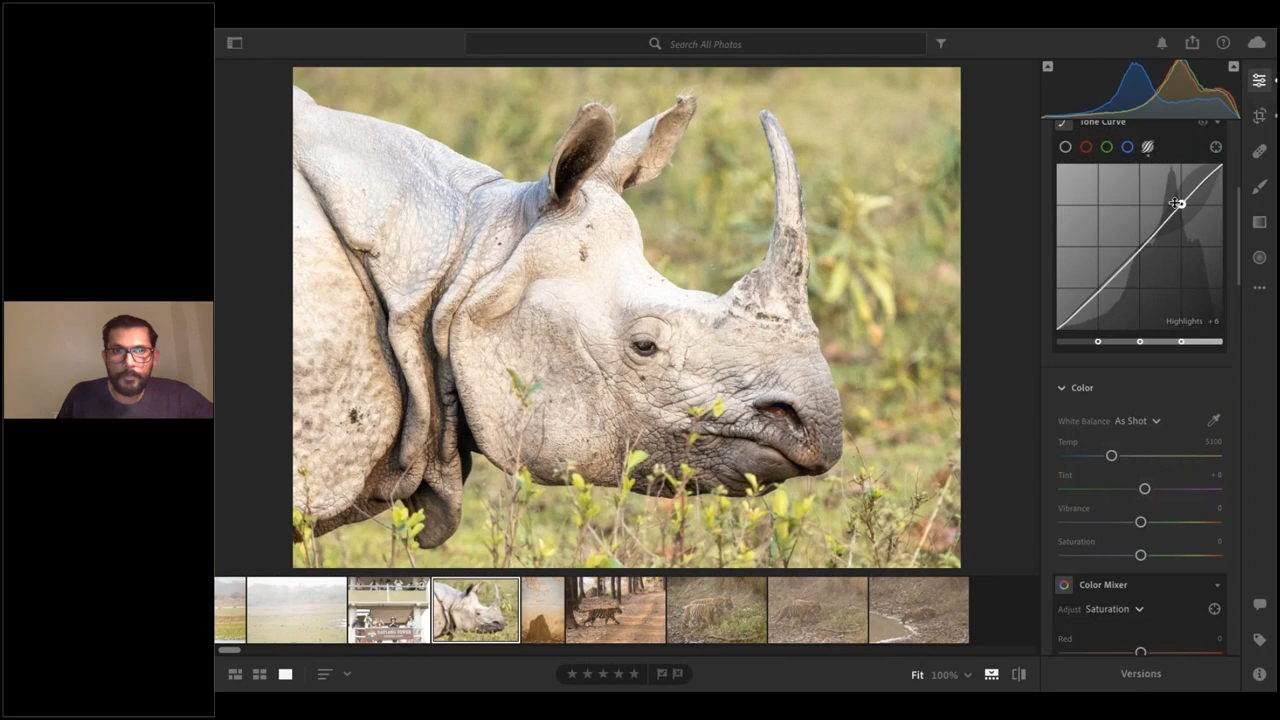 Search All Photos
Tone Curve
Highlights + 6
Color
White Balance As Shot
Temp 5100
Tint + 8
Vibrance 0
Saturation 0
Color Mixer
Adjust Saturation
Red 0
Fit 100%
Versions